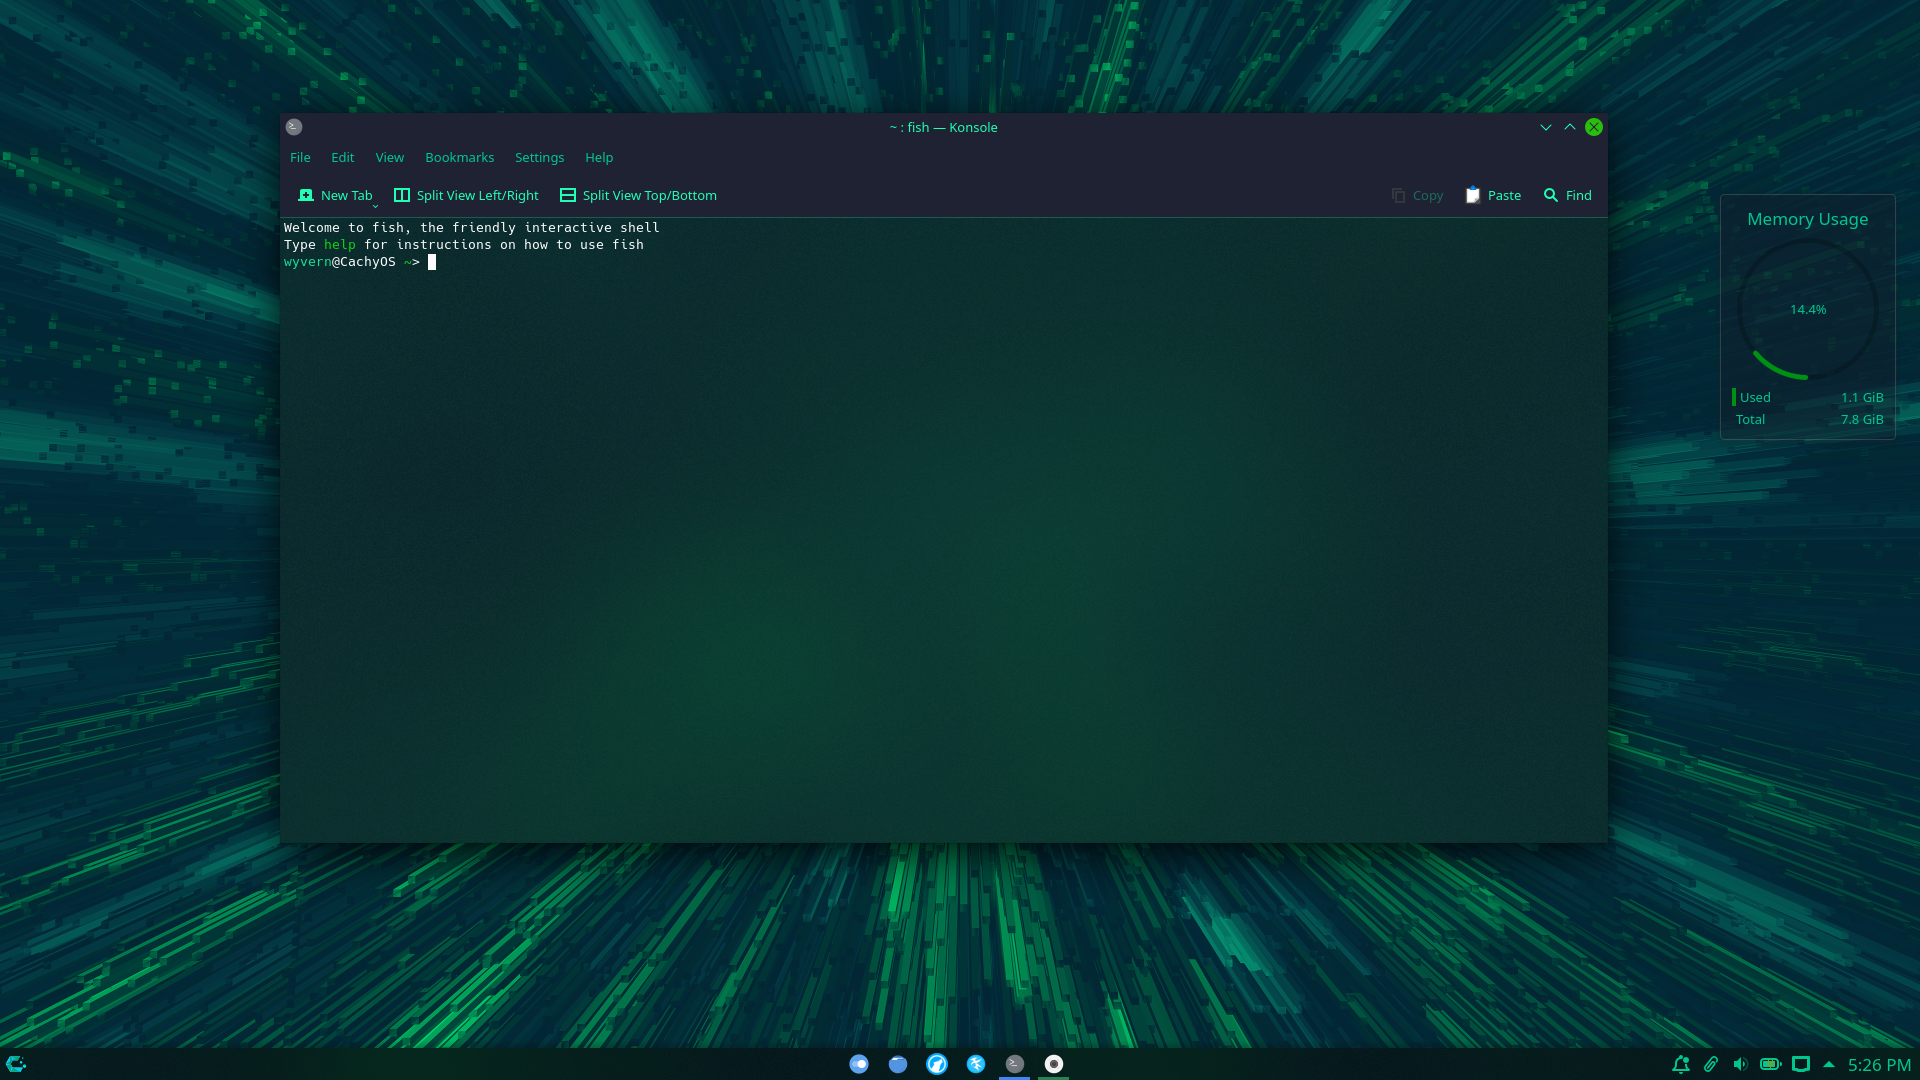 ~ : fish — Konsole
File Edit View Bookmarks Settings Help
New Tab Split View Left/Right Split View Top/Bottom Copy Paste Find
Welcome to fish, the friendly interactive shell
Type help for instructions on how to use fish
wyvern@CachyOS ~>
Memory Usage
14.4%
Used 1.1 GiB
Total 7.8 GiB
5:26 PM